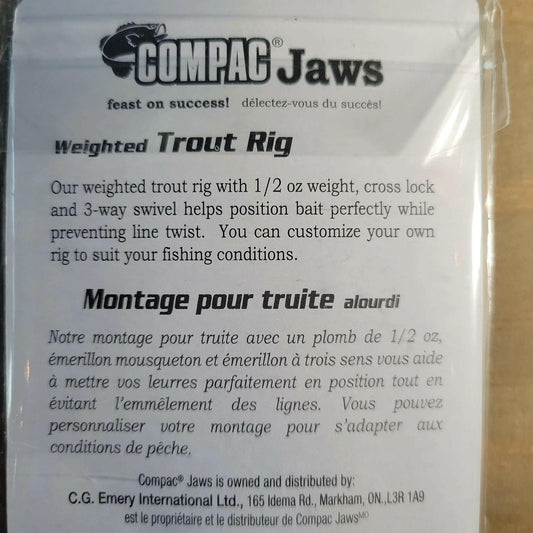 COMPAC® Jaws
feast on success! délectez-vous du succès!
Weighted Trout Rig
Our weighted trout rig with 1/2 oz weight, cross lock
and 3-way swivel helps position bait perfectly while
preventing line twist. You can customize your own
rig to suit your fishing conditions.
Montage pour truite alourdi
Notre montage pour truite avec un plomb de 1/2 oz,
émerillon mousqueton et émerillon à trois sens vous aide
à mettre vos leurres parfaitement en position tout en
évitant l'emmêlement des lignes. Vous pouvez
personnaliser votre montage pour s'adapter aux
conditions de pêche.
Compac® Jaws is owned and distributed by:
C.G. Emery International Ltd., 165 Idema Rd., Markham, ON.,L3R 1A9
est le propriétaire et le distributeur de Compac JawsMD